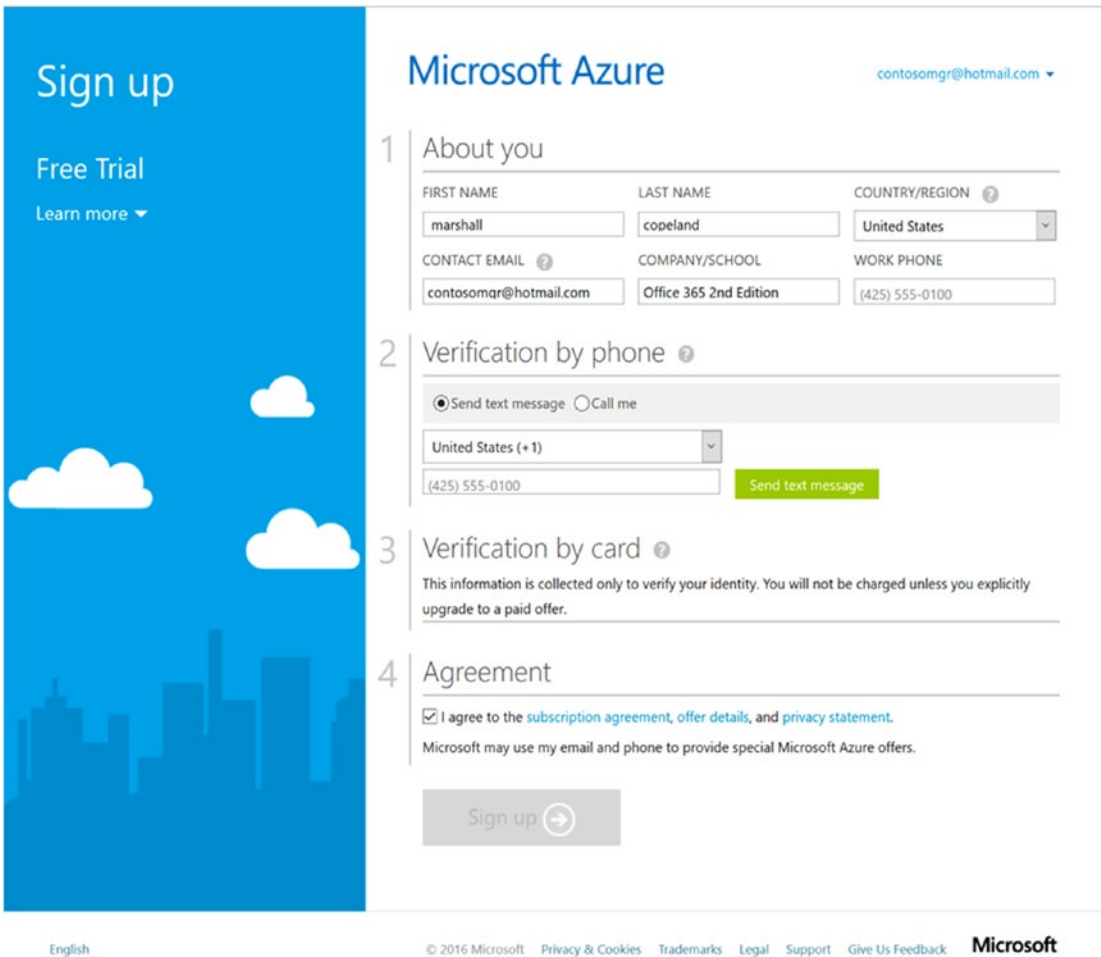 Sign up
Free Trial
Learn more
Microsoft Azure
contosomgr@hotmail.com
1 About you
FIRST NAME LAST NAME COUNTRY/REGION ?
marshall copeland United States
CONTACT EMAIL ? COMPANY/SCHOOL WORK PHONE
contosomgr@hotmail.com Office 365 2nd Edition (425) 555-0100
2 Verification by phone ?
Send text message Call me
United States (+1)
(425) 555-0100 Send text message
3 Verification by card ?
This information is collected only to verify your identity. You will not be charged unless you explicitly
upgrade to a paid offer.
4 Agreement
I agree to the subscription agreement, offer details, and privacy statement.
Microsoft may use my email and phone to provide special Microsoft Azure offers.
Sign up
English © 2016 Microsoft Privacy & Cookies Trademarks Legal Support Give Us Feedback Microsoft